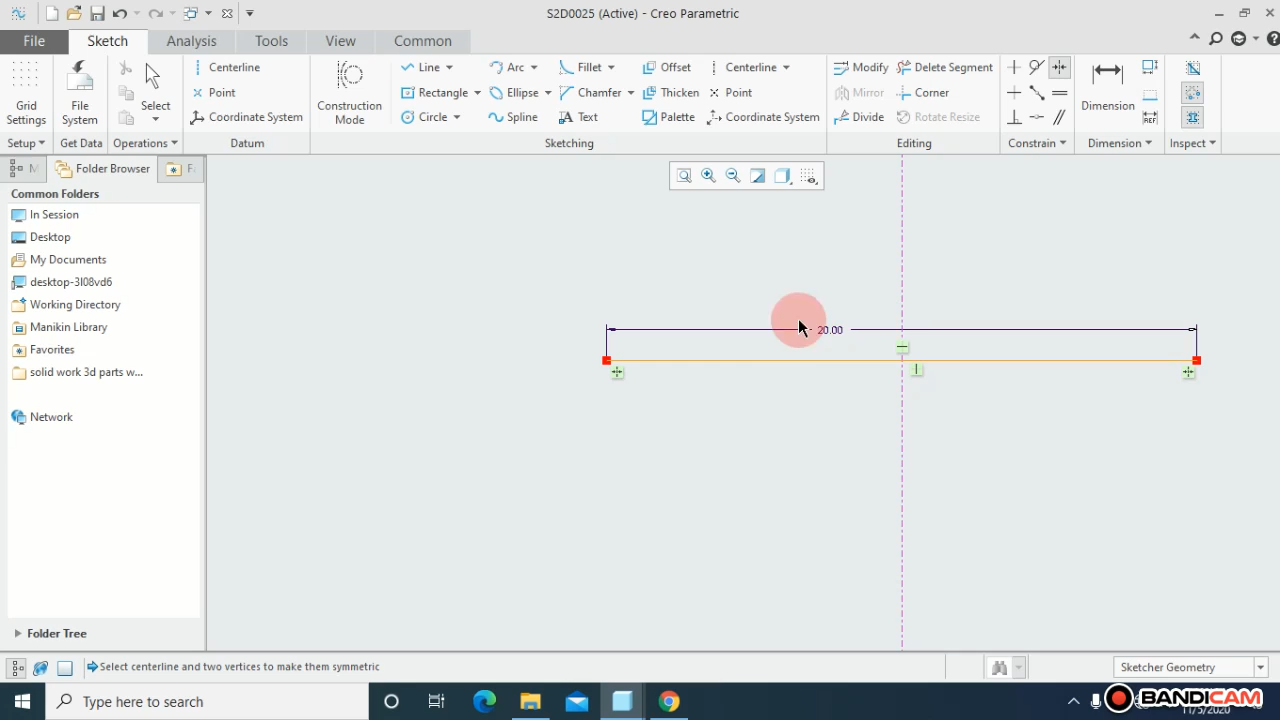 S2D0025 (Active) - Creo Parametric
File Sketch Analysis Tools View Common
Centerline Line Arc Fillet Offset Centerline Modify Delete Segment
Point Rectangle Ellipse Chamfer Thicken Point Mirror Corner
Coordinate System Circle Spline Text Palette Coordinate System Divide Rotate Resize
Grid Settings
File System
Select
Construction Mode
Dimension
Setup Get Data Operations Datum Sketching Editing Constrain Dimension Inspect
M Folder Browser F
Common Folders
In Session
Desktop
My Documents
desktop-3l08vd6
Working Directory
Manikin Library
Favorites
solid work 3d parts w...
Network
20.00
Folder Tree
Select centerline and two vertices to make them symmetric
Sketcher Geometry
Type here to search
BANDICAM
11/5/2020